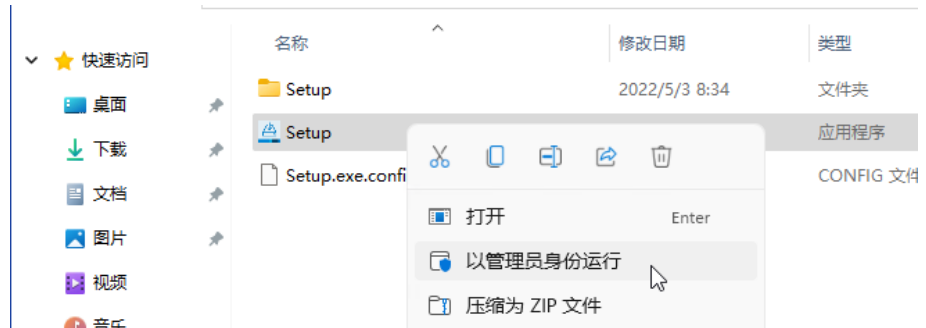 名称 修改日期 类型
快速访问
Setup 2022/5/3 8:34 文件夹
桌面
Setup 应用程序
下载
Setup.exe.confi CONFIG 文件
文档
打开 Enter
图片
以管理员身份运行
视频
压缩为 ZIP 文件
音乐